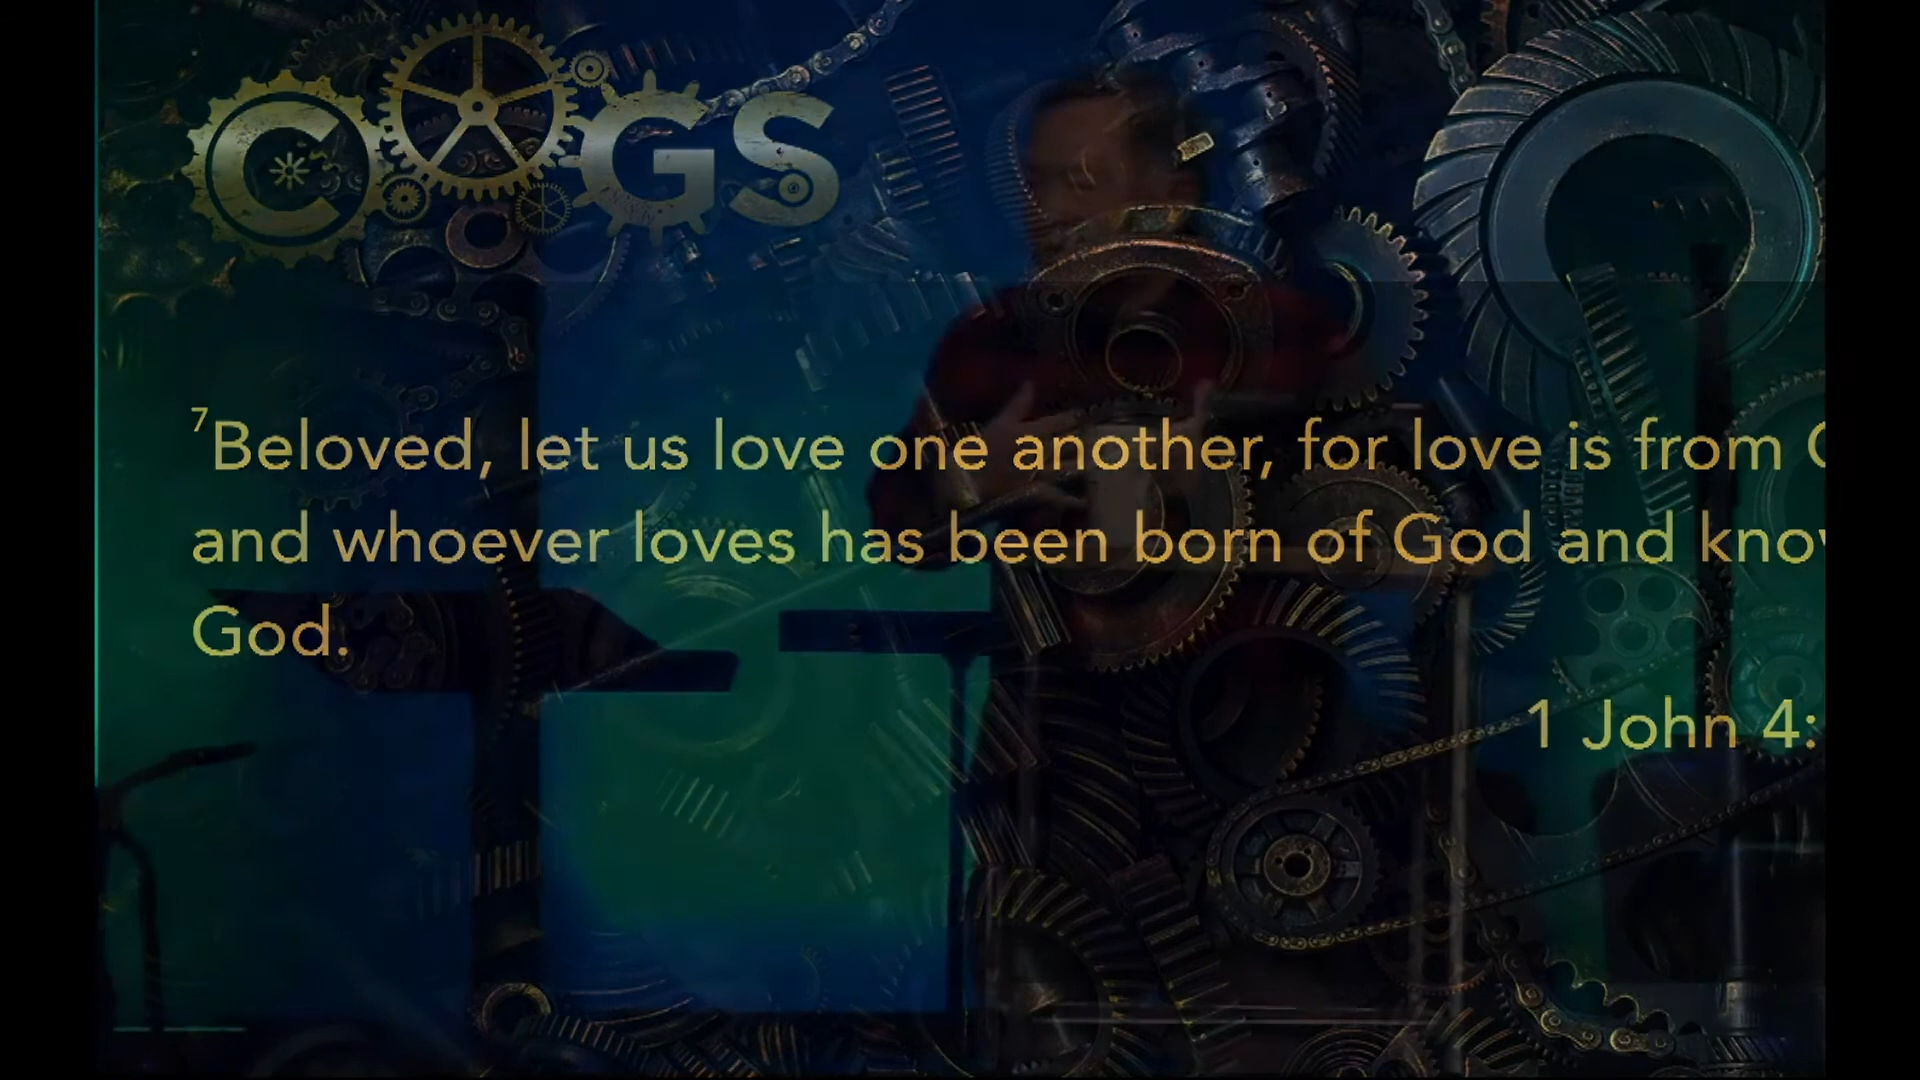 COGS
7Beloved, let us love one another, for love is from
and whoever loves has been born of God and
God.
1 John 4: